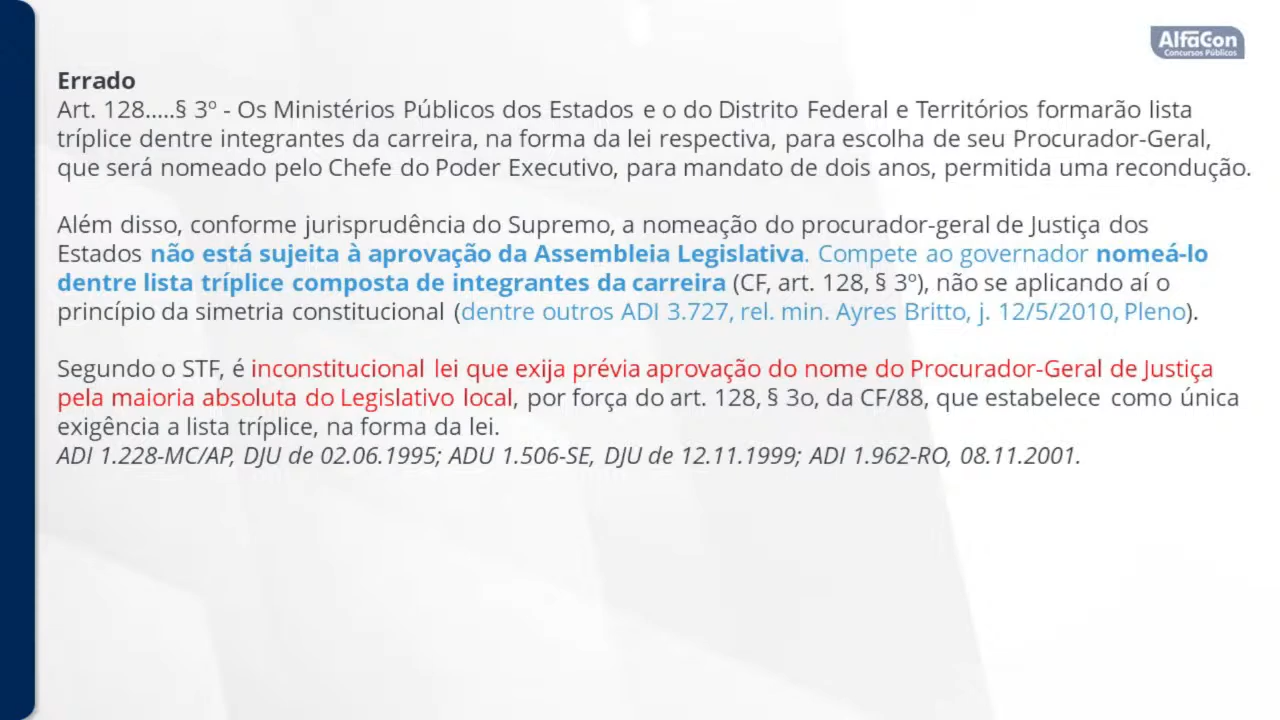 AlfaCon
Concursos Públicos
Errado
Art. 128.....§ 3º - Os Ministérios Públicos dos Estados e o do Distrito Federal e Territórios formarão lista
tríplice dentre integrantes da carreira, na forma da lei respectiva, para escolha de seu Procurador-Geral,
que será nomeado pelo Chefe do Poder Executivo, para mandato de dois anos, permitida uma recondução.
Além disso, conforme jurisprudência do Supremo, a nomeação do procurador-geral de Justiça dos
Estados não está sujeita à aprovação da Assembleia Legislativa. Compete ao governador nomeá-lo
dentre lista tríplice composta de integrantes da carreira (CF, art. 128, § 3º), não se aplicando aí o
princípio da simetria constitucional (dentre outros ADI 3.727, rel. min. Ayres Britto, j. 12/5/2010, Pleno).
Segundo o STF, é inconstitucional lei que exija prévia aprovação do nome do Procurador-Geral de Justiça
pela maioria absoluta do Legislativo local, por força do art. 128, § 3o, da CF/88, que estabelece como única
exigência a lista tríplice, na forma da lei.
ADI 1.228-MC/AP, DJU de 02.06.1995; ADU 1.506-SE, DJU de 12.11.1999; ADI 1.962-RO, 08.11.2001.